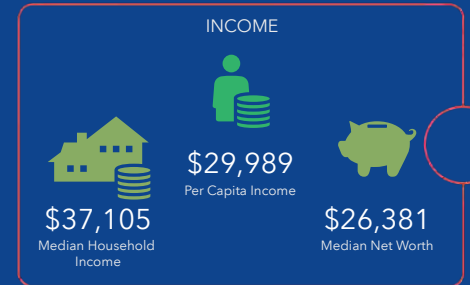 INCOME
$29,989
Per Capita Income
$37,105
Median Household
Income
$26,381
Median Net Worth